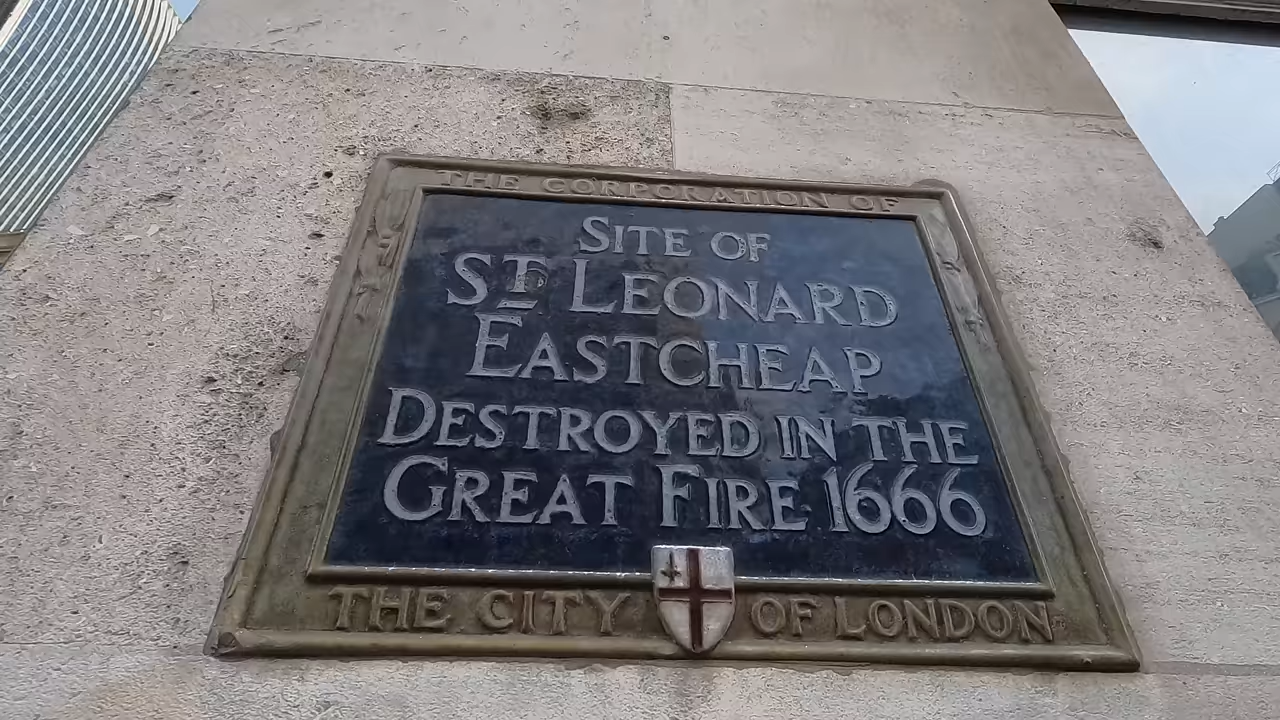 THE CORPORATION OF
SITE OF
ST LEONARD
EASTCHEAP
DESTROYED IN THE
GREAT FIRE 1666
THE CITY OF LONDON